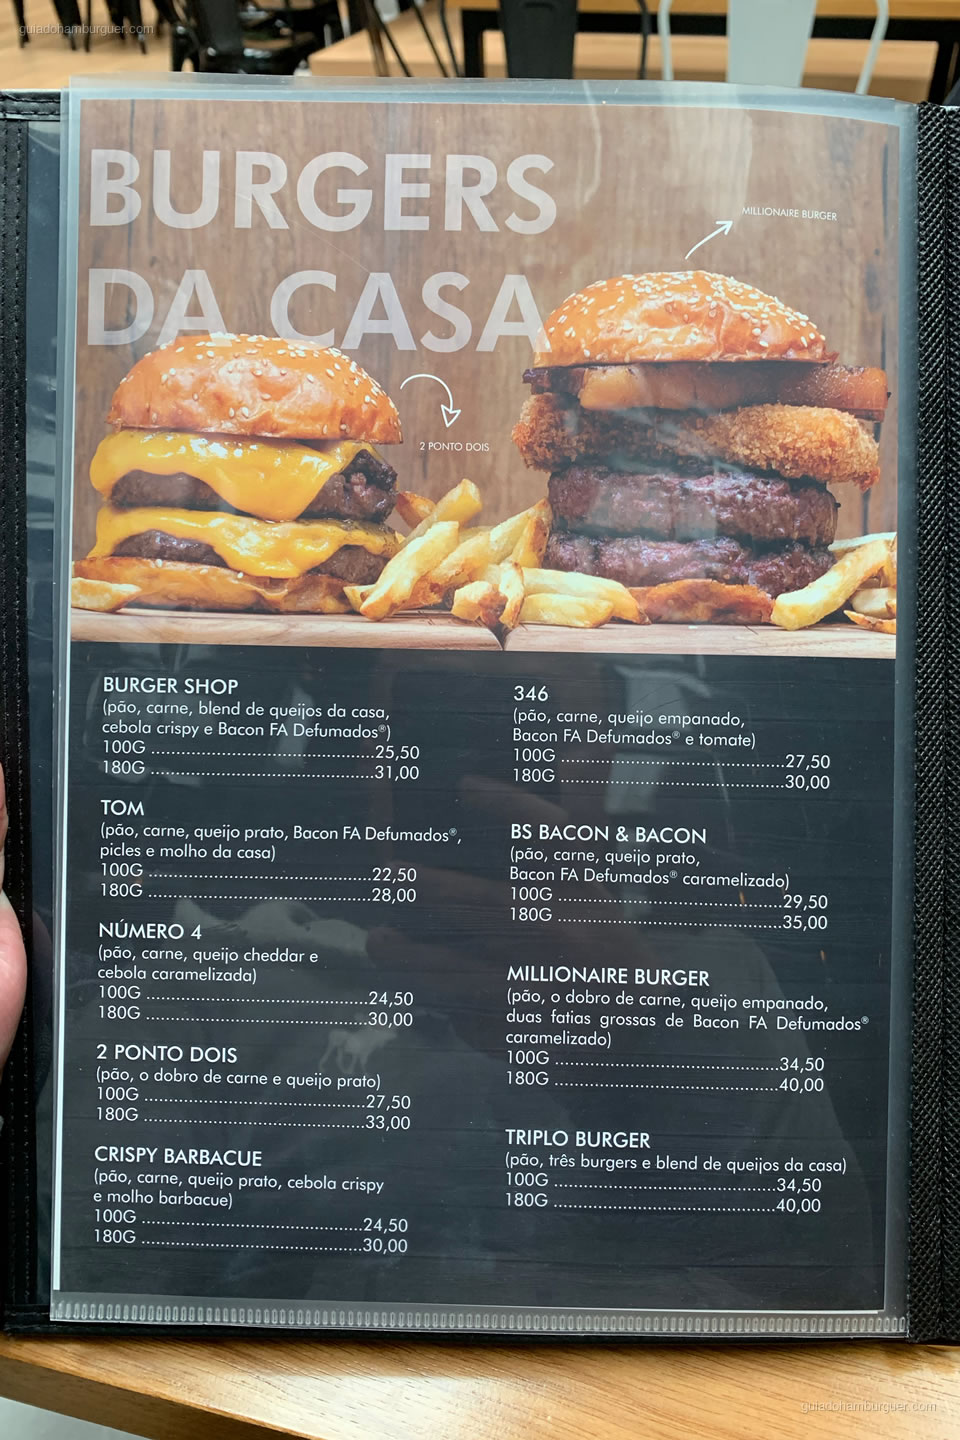 guiadohamburguer.com
BURGERS
DA CASA
MILLIONAIRE BURGER
2 PONTO DOIS
BURGER SHOP
(pão, carne, blend de queijos da casa,
cebola crispy e Bacon FA Defumados®)
100G ........................................25,50
180G ........................................31,00
TOM
(pão, carne, queijo prato, Bacon FA Defumados®,
picles e molho da casa)
100G ........................................22,50
180G ........................................28,00
NÚMERO 4
(pão, carne, queijo cheddar e
cebola caramelizada)
100G ........................................24,50
180G ........................................30,00
2 PONTO DOIS
(pão, o dobro de carne e queijo prato)
100G ........................................27,50
180G ........................................33,00
CRISPY BARBACUE
(pão, carne, queijo prato, cebola crispy
e molho barbacue)
100G ........................................24,50
180G ........................................30,00
346
(pão, carne, queijo empanado,
Bacon FA Defumados® e tomate)
100G ........................................27,50
180G ........................................30,00
BS BACON & BACON
(pão, carne, queijo prato,
Bacon FA Defumados® caramelizado)
100G ........................................29,50
180G ........................................35,00
MILLIONAIRE BURGER
(pão, o dobro de carne, queijo empanado,
duas fatias grossas de Bacon FA Defumados®
caramelizado)
100G ........................................34,50
180G ........................................40,00
TRIPLO BURGER
(pão, três burgers e blend de queijos da casa)
100G ........................................34,50
180G ........................................40,00
guiadohamburguer.com